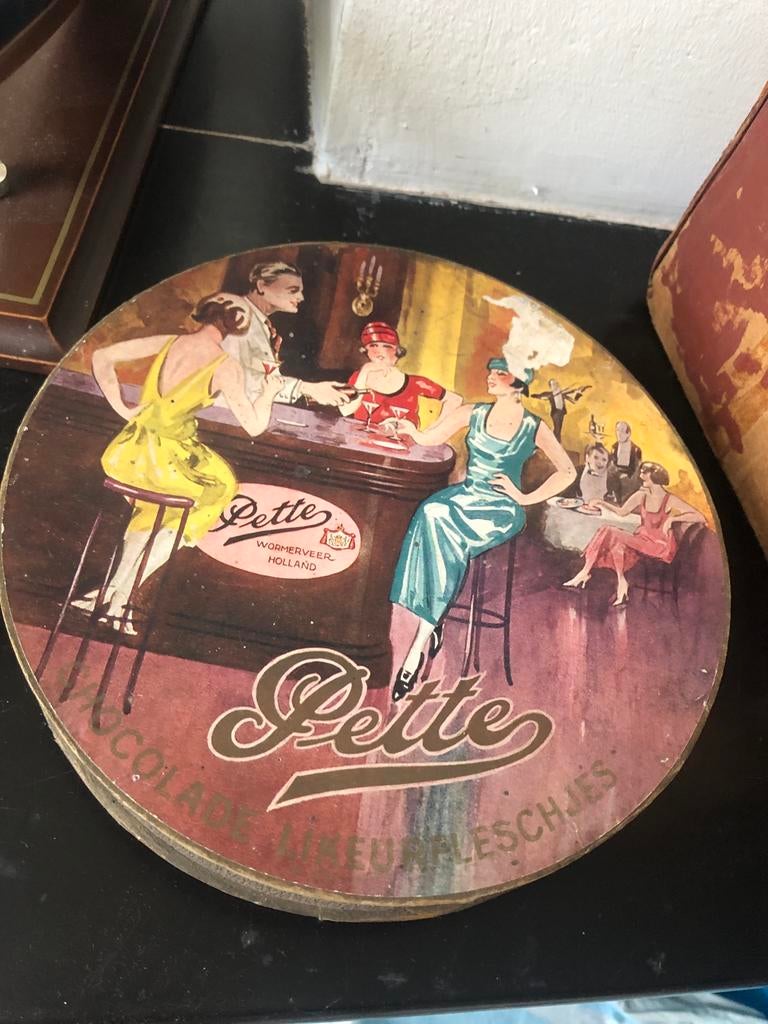 Pette
WORMERVEER
HOLLAND
Pette
CHOCOLADE LIKEURFLESCHJES